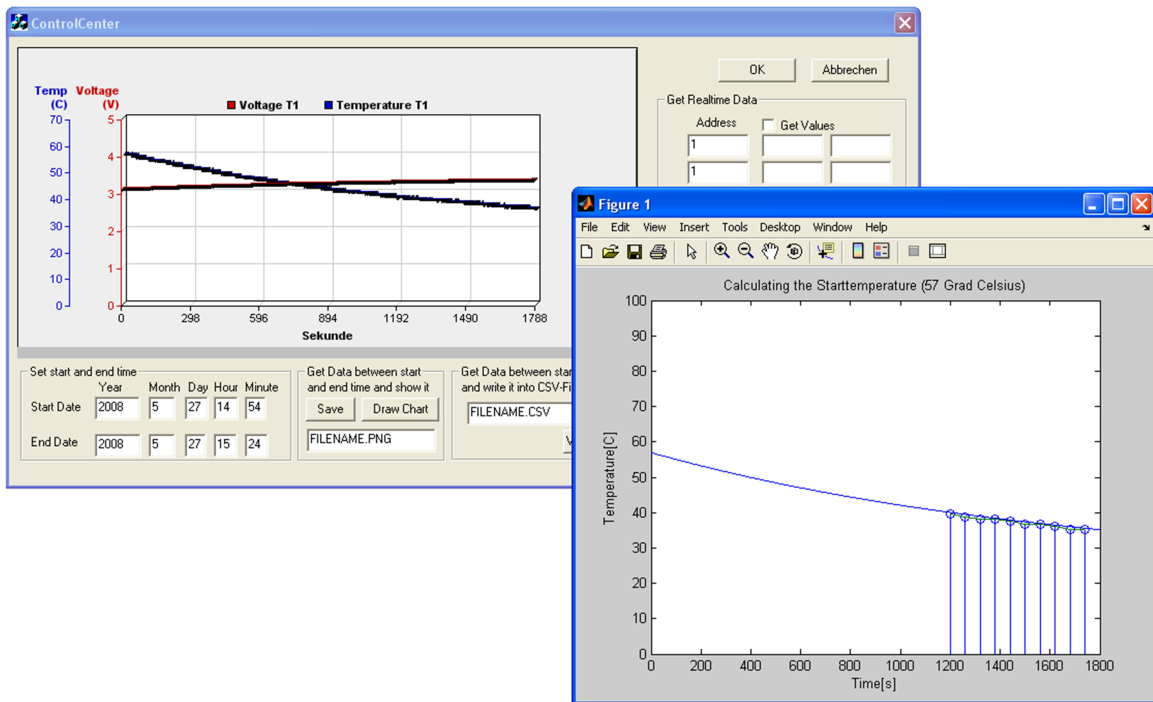 ControlCenter
OK Abbrechen
Temp (C)
Voltage (V)
Voltage T1 Temperature T1
70
60
50
40
30
20
10
0
5
4
3
2
1
0
0 298 596 894 1192 1490 1788
Sekunde
Get Realtime Data
Address Get Values
1
1
Set start and end time
Year Month Day Hour Minute
Start Date 2008 5 27 14 54
End Date 2008 5 27 15 24
Get Data between start
and end time and show it
Save Draw Chart
FILENAME.PNG
Get Data between star
and write it into CSV-Fi
FILENAME.CSV
Figure 1
File Edit View Insert Tools Desktop Window Help
Calculating the Starttemperature (57 Grad Celsius)
Temperature[C]
100
90
80
70
60
50
40
30
20
10
0
0 200 400 600 800 1000 1200 1400 1600 1800
Time[s]